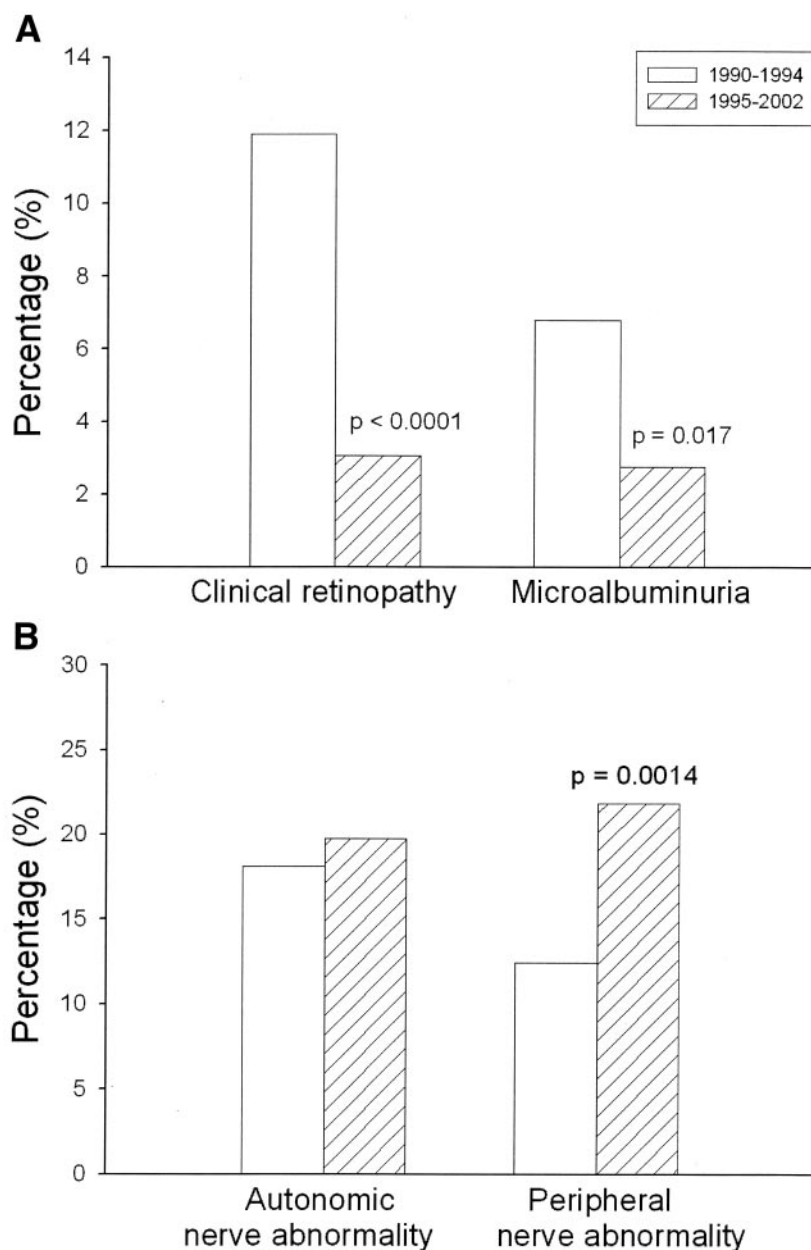 A
14
12
10
8
6
4
2
0
Percentage (%)
1990-1994
1995-2002
p < 0.0001
p = 0.017
Clinical retinopathy
Microalbuminuria
B
30
25
20
15
10
5
0
Percentage (%)
p = 0.0014
Autonomic
nerve abnormality
Peripheral
nerve abnormality